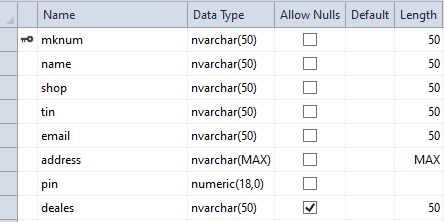 Name Data Type Allow Nulls Default Length
mknum nvarchar(50) 50
name nvarchar(50) 50
shop nvarchar(50) 50
tin nvarchar(50) 50
email nvarchar(50) 50
address nvarchar(MAX) MAX
pin numeric(18,0)
deales nvarchar(50) 50